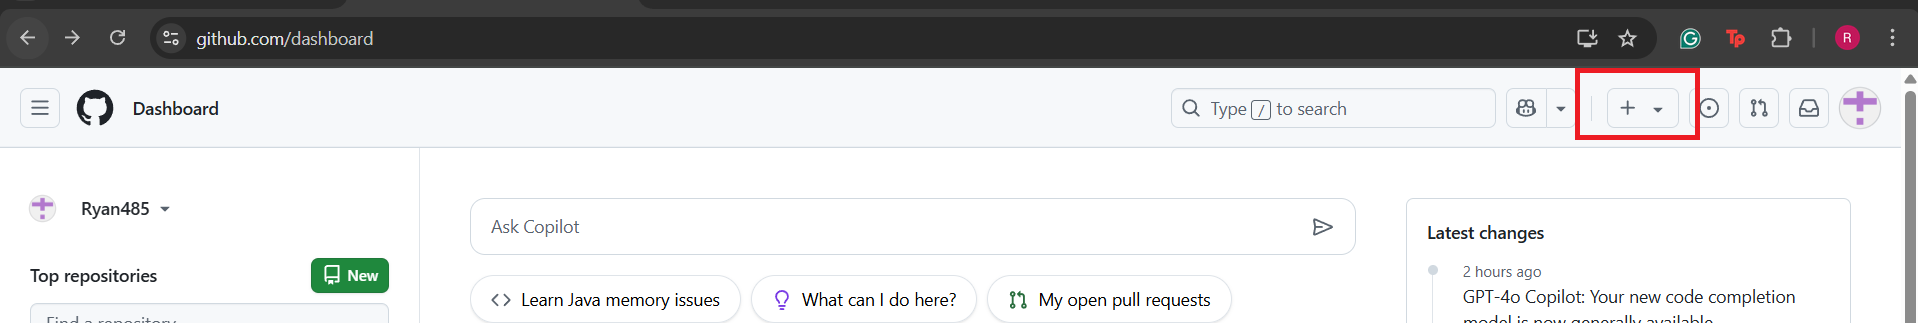 github.com/dashboard
R
Dashboard
Type / to search
Ryan485
Ask Copilot
Latest changes
Top repositories
New
2 hours ago
Learn Java memory issues
What can I do here?
My open pull requests
GPT-4o Copilot: Your new code completion
model is now generally available
Find a repository